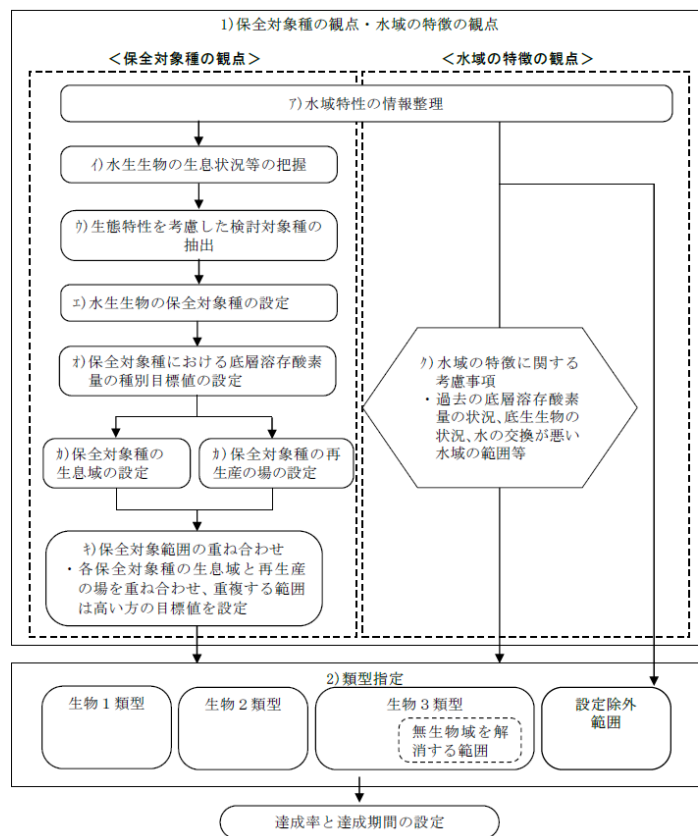 1)保全対象種の観点・水域の特徴の観点
＜保全対象種の観点＞
＜水域の特徴の観点＞
ｱ)水域特性の情報整理
ｲ)水生生物の生息状況等の把握
ｳ)生態特性を考慮した検討対象種の
抽出
ｴ)水生生物の保全対象種の設定
ｵ)保全対象種における底層溶存酸素
量の種別目標値の設定
ｶ)保全対象種の
生息域の設定
ｶ)保全対象種の再
生産の場の設定
ｷ)保全対象範囲の重ね合わせ
・各保全対象種の生息域と再生産
の場を重ね合わせ、重複する範囲
は高い方の目標値を設定
ｸ)水域の特徴に関する
考慮事項
・過去の底層溶存酸素
量の状況、底生生物の
状況、水の交換が悪い
水域の範囲等
2)類型指定
生物１類型
生物２類型
生物３類型
無生物域を解
消する範囲
設定除外
範囲
達成率と達成期間の設定